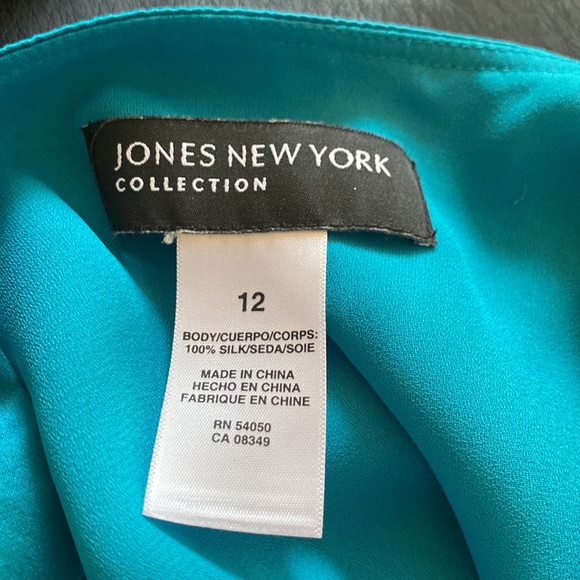 JONES NEW YORK
COLLECTION
12
BODY/CUERPO/CORPS:
100% SILK/SEDA/SOIE
MADE IN CHINA
HECHO EN CHINA
FABRIQUE EN CHINE
RN 54050
CA 08349